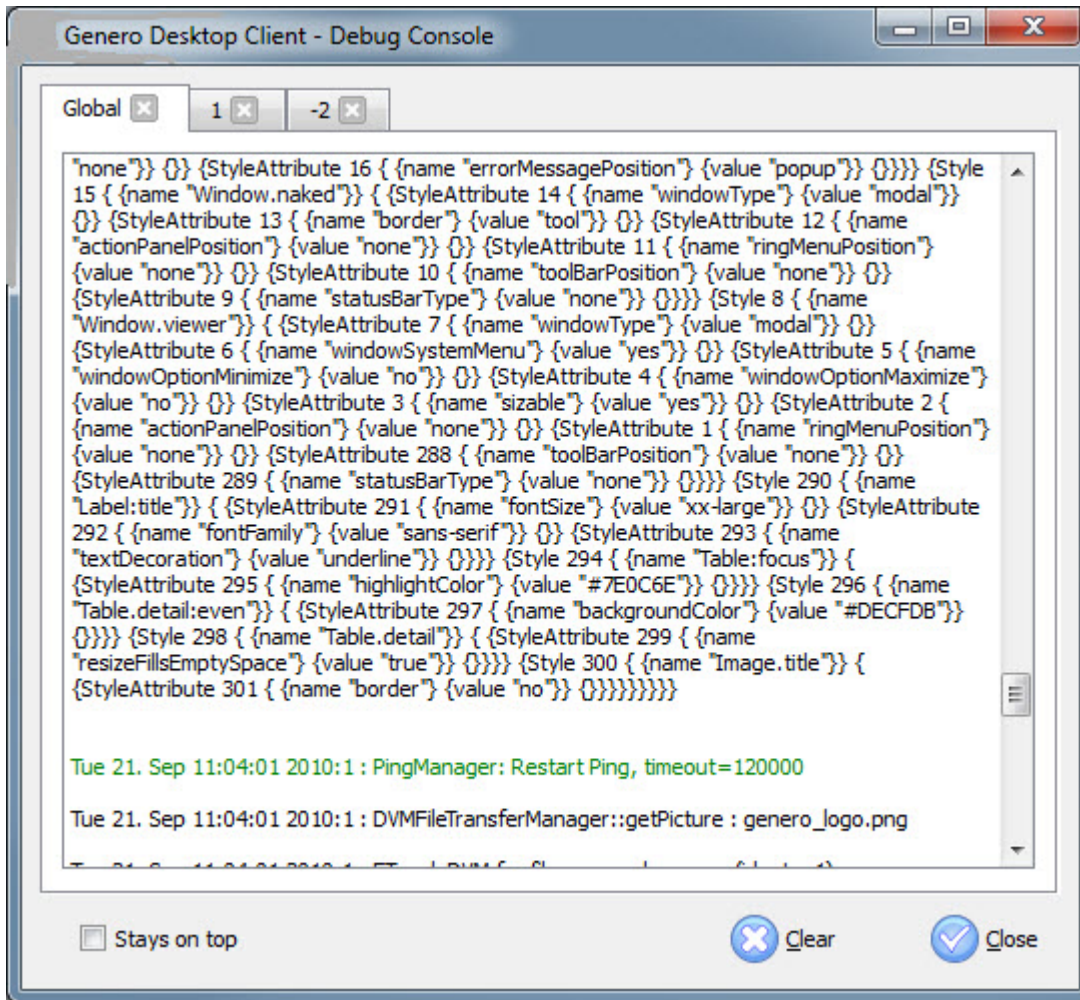 Genero Desktop Client - Debug Console
Global 1 -2
"none"}} {}} {StyleAttribute 16 { {name "errorMessagePosition"} {value "popup"}} {}}}} {Style
15 { {name "Window.naked"}} { {StyleAttribute 14 { {name "windowType"} {value "modal"}}
{}} {StyleAttribute 13 { {name "border"} {value "tool"}} {}} {StyleAttribute 12 { {name
"actionPanelPosition"} {value "none"}} {}} {StyleAttribute 11 { {name "ringMenuPosition"}
{value "none"}} {}} {StyleAttribute 10 { {name "toolBarPosition"} {value "none"}} {}}
{StyleAttribute 9 { {name "statusBarType"} {value "none"}} {}}}} {Style 8 { {name
"Window.viewer"}} { {StyleAttribute 7 { {name "windowType"} {value "modal"}} {}}
{StyleAttribute 6 { {name "windowSystemMenu"} {value "yes"}} {}} {StyleAttribute 5 { {name
"windowOptionMinimize"} {value "no"}} {}} {StyleAttribute 4 { {name "windowOptionMaximize"}
{value "no"}} {}} {StyleAttribute 3 { {name "sizable"} {value "yes"}} {}} {StyleAttribute 2 {
{name "actionPanelPosition"} {value "none"}} {}} {StyleAttribute 1 { {name "ringMenuPosition"}
{value "none"}} {}} {StyleAttribute 288 { {name "toolBarPosition"} {value "none"}} {}}
{StyleAttribute 289 { {name "statusBarType"} {value "none"}} {}}}} {Style 290 { {name
"Label:title"}} { {StyleAttribute 291 { {name "fontSize"} {value "xx-large"}} {}} {StyleAttribute
292 { {name "fontFamily"} {value "sans-serif"}} {}} {StyleAttribute 293 { {name
"textDecoration"} {value "underline"}} {}}}} {Style 294 { {name "Table:focus"}} {
{StyleAttribute 295 { {name "highlightColor"} {value "#7E0C6E"}} {}}}} {Style 296 { {name
"Table.detail:even"}} { {StyleAttribute 297 { {name "backgroundColor"} {value "#DECFDB"}}
{}}}} {Style 298 { {name "Table.detail"}} { {StyleAttribute 299 { {name
"resizeFillsEmptySpace"} {value "true"}} {}}}} {Style 300 { {name "Image.title"}} {
{StyleAttribute 301 { {name "border"} {value "no"}} {}}}}}}}}}
Tue 21. Sep 11:04:01 2010:1 : PingManager: Restart Ping, timeout=120000
Tue 21. Sep 11:04:01 2010:1 : DVMFileTransferManager::getPicture : genero_logo.png
Stays on top
Clear
Close